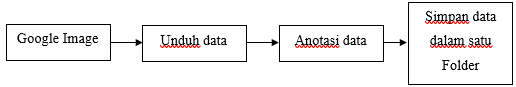 Google Image
Unduh data
Anotasi data
Simpan data
dalam satu
Folder